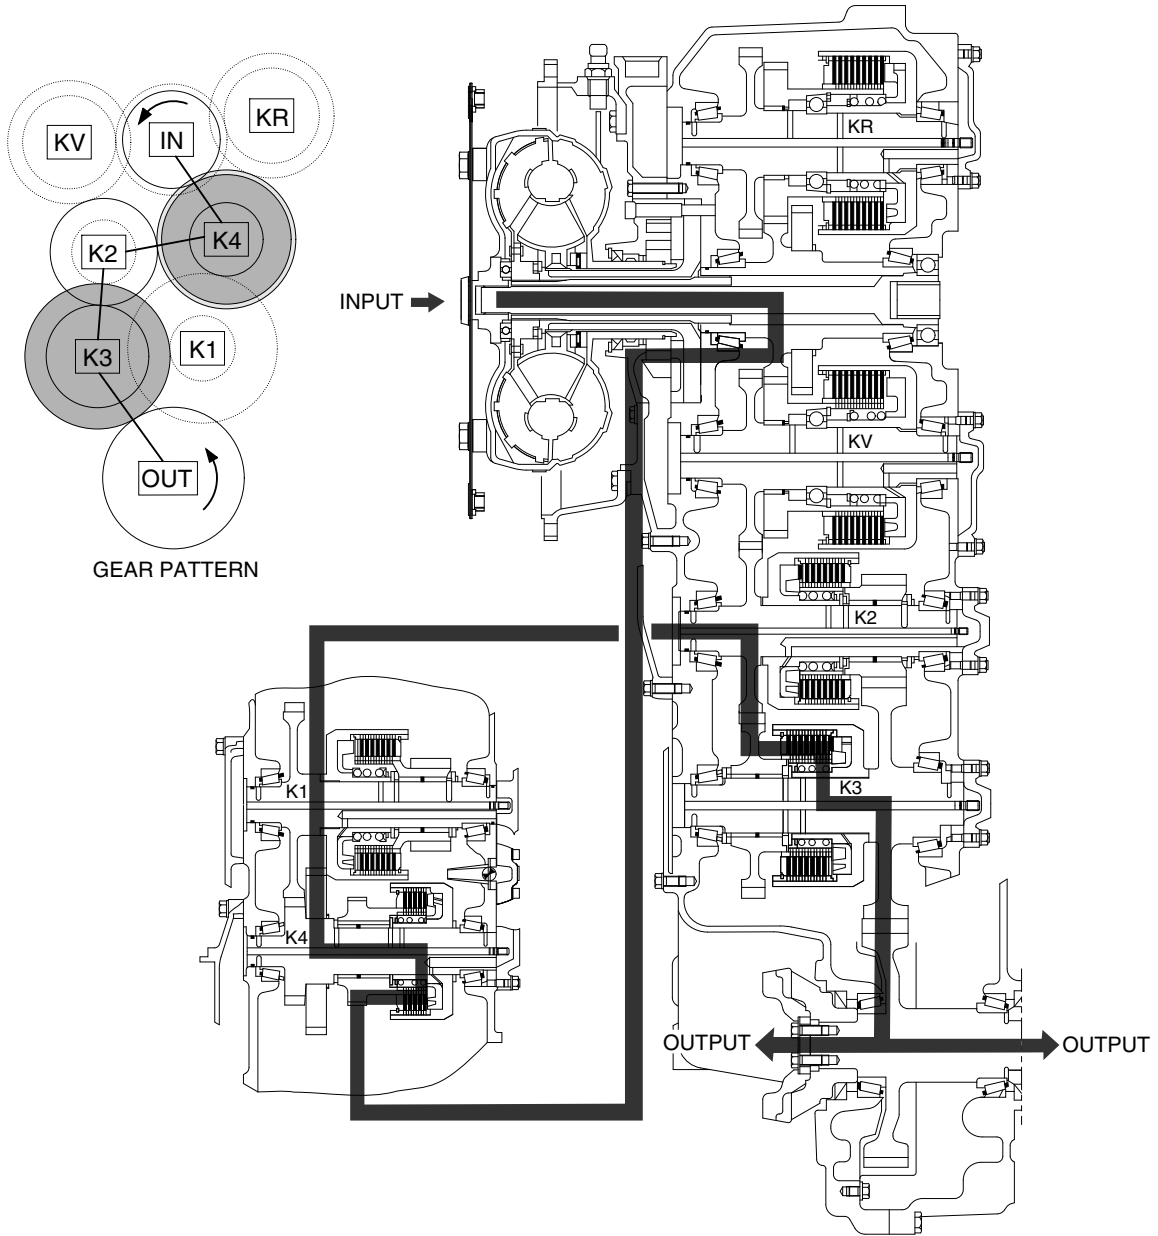 KV
IN
KR
K2
K4
K3
K1
OUT
GEAR PATTERN
INPUT
KR
KV
K2
K3
K1
K4
OUTPUT
OUTPUT